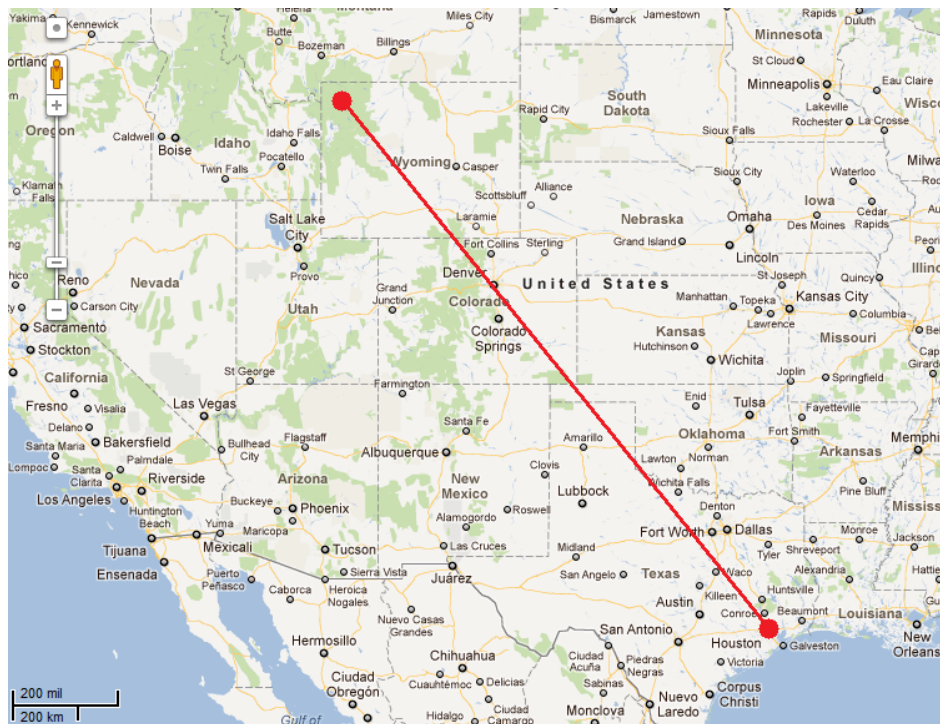 Montana
Yakima
Kennewick
Helena
Miles City
Bismarck
Jamestown
Rapids
Duluth
Butte
Bozeman
Billings
Minnesota
St Cloud
Minneapolis
Eau Claire
Portland
Rapid City
South
Dakota
Lakeville
Rochester
La Crosse
Wisco
Oregon
Caldwell
Boise
Idaho
Idaho Falls
Pocatello
Sioux Falls
Wyoming
Casper
Milwau
Twin Falls
Klamath
Falls
Scottsbluff
Alliance
Sioux City
Waterloo
Iowa
Cedar
Rapids
Salt Lake
City
Laramie
Nebraska
Omaha
Des Moines
Grand Island
Lincoln
Fort Collins
Sterling
Peori
Provo
Denver
United States
St Joseph
Quincy
Illinoi
Reno
Nevada
Carson City
Utah
Grand
Junction
Colorado
Manhattan
Topeka
Kansas City
Lawrence
Columbia
Sacramento
Stockton
Colorado
Springs
Kansas
Hutchinson
Wichita
Missouri
St George
California
Farmington
Joplin
Springfield
Cap
Girarde
Fresno
Visalia
Las Vegas
Enid
Tulsa
Fayetteville
Delano
Bakersfield
Santa Fe
Santa Maria
Bullhead
City
Flagstaff
Albuquerque
Amarillo
Oklahoma
Norman
Fort Smith
Arkansas
Memphi
Lompoc
Palmdale
Santa
Clarita
Riverside
Los Angeles
Arizona
New
Mexico
Clovis
Lawton
Wichita Falls
Lubbock
Pine Bluff
Mississ
Huntington
Beach
Buckeye
Phoenix
Maricopa
Roswell
Alamogordo
Denton
Fort Worth
Dallas
Yuma
Tijuana
Mexicali
Tucson
Las Cruces
Midland
Tyler
Shreveport
Monroe
Jackson
Ensenada
Puerto
Peñasco
Sierra Vista
Heroica
Nogales
Juárez
San Angelo
Texas
Waco
Killeen
Alexandria
Hattie
Caborca
Nuevo Casas
Grandes
Austin
Huntsville
Conroe
Beaumont
Louisiana
Hermosillo
San Antonio
Houston
Galveston
New
Orleans
Chihuahua
Ciudad
Acuña
Piedras
Negras
Victoria
Ciudad
Obregón
Cuauhtémoc
Delicias
Sabinas
Nuevo
Laredo
Corpus
Christi
200 mil
200 km
Gulf of
Hidalgo
Ciudad
Camargo
Monclova